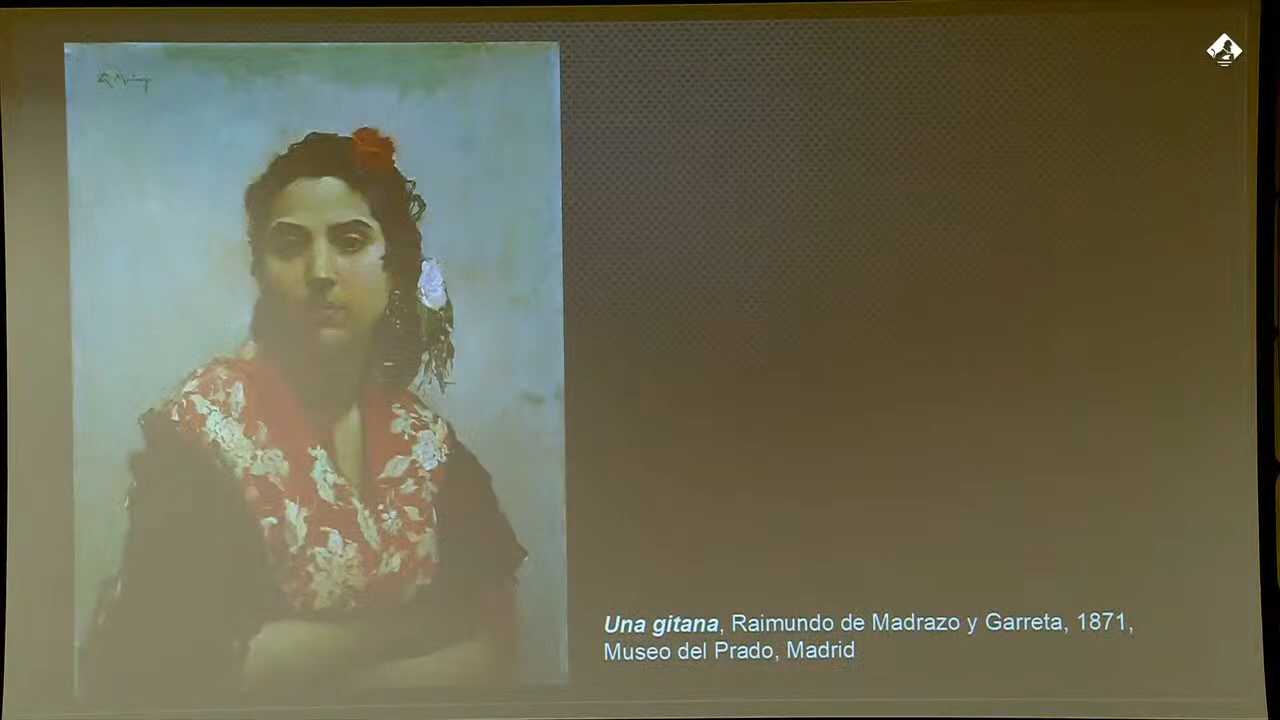 Una gitana, Raimundo de Madrazo y Garreta, 1871,
Museo del Prado, Madrid